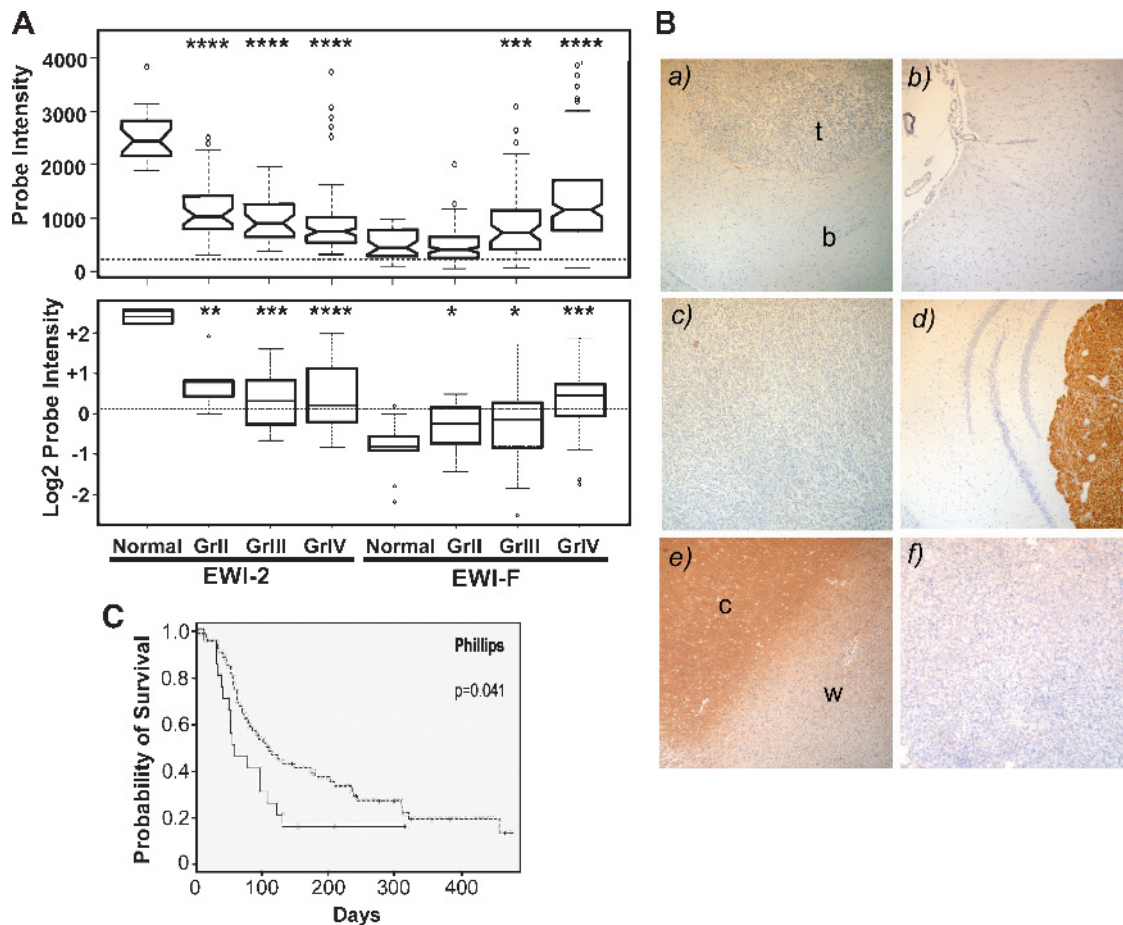 A
**** **** **** *** ****
Probe Intensity
4000
3000
2000
1000
0
** *** **** * * ***
Log2 Probe Intensity
+2
+1
0
-1
-2
Normal GrII GrIII GrIV Normal GrII GrIII GrIV
EWI-2 EWI-F
B
a) b)
t
b
c) d)
e) f)
c
w
C
Phillips
p=0.041
Probability of Survival
1.0
0.8
0.6
0.4
0.2
0
0 100 200 300 400
Days